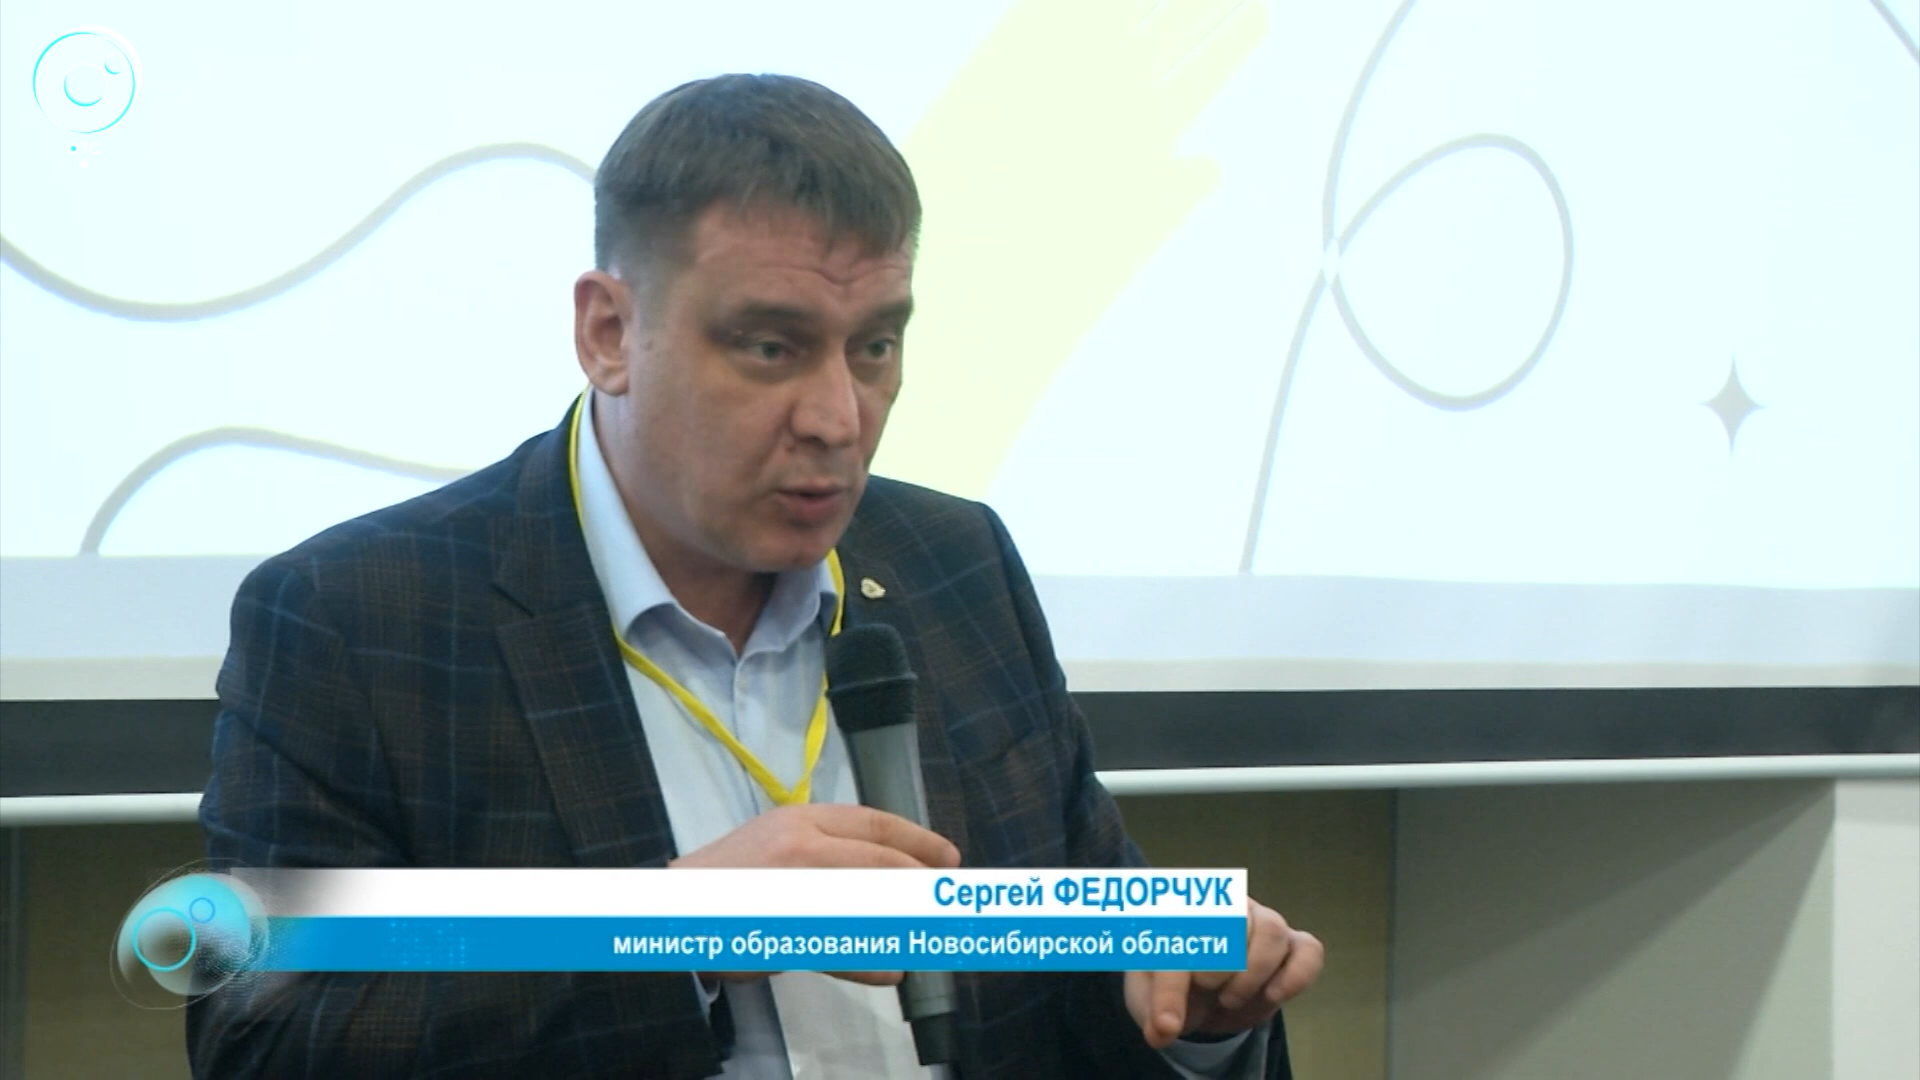 Сергей ФЕДОРЧУК
министр образования Новосибирской области